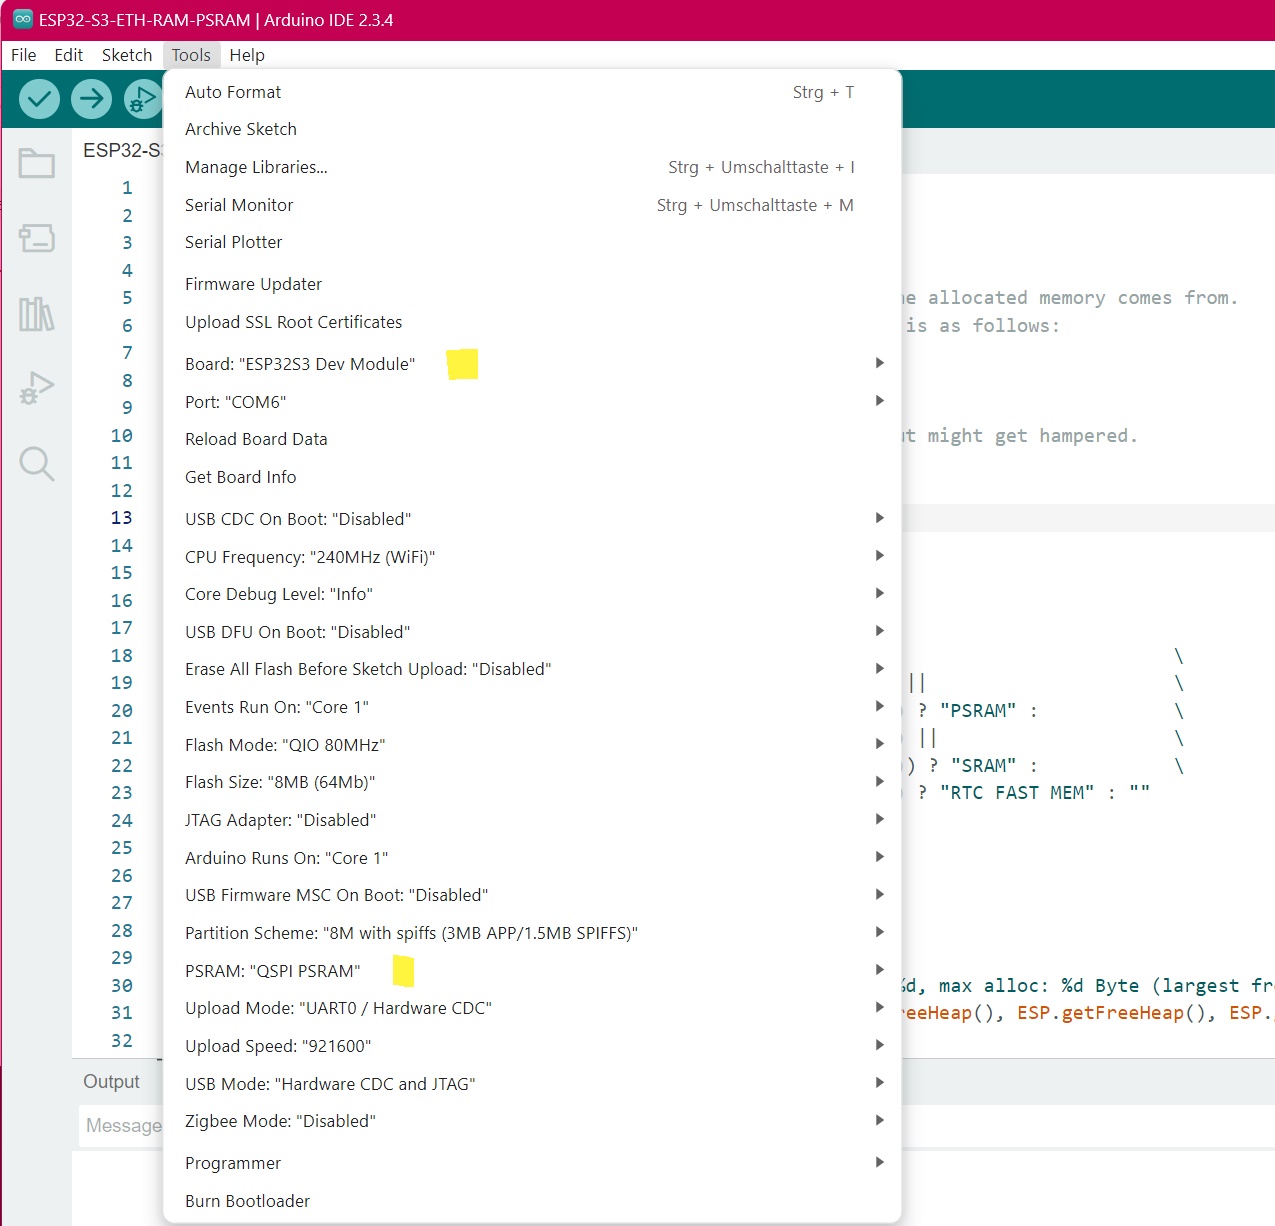 ESP32-S3-ETH-RAM-PSRAM | Arduino IDE 2.3.4
File Edit Sketch Tools Help
Auto Format Strg + T
Archive Sketch
ESP32-S
Manage Libraries... Strg + Umschalttaste + I
Serial Monitor Strg + Umschalttaste + M
Serial Plotter
Firmware Updater
Upload SSL Root Certificates
Board: "ESP32S3 Dev Module"
Port: "COM6"
Reload Board Data
Get Board Info
USB CDC On Boot: "Disabled"
CPU Frequency: "240MHz (WiFi)"
Core Debug Level: "Info"
USB DFU On Boot: "Disabled"
Erase All Flash Before Sketch Upload: "Disabled"
Events Run On: "Core 1"
Flash Mode: "QIO 80MHz"
Flash Size: "8MB (64Mb)"
JTAG Adapter: "Disabled"
Arduino Runs On: "Core 1"
USB Firmware MSC On Boot: "Disabled"
Partition Scheme: "8M with spiffs (3MB APP/1.5MB SPIFFS)"
PSRAM: "QSPI PSRAM"
Upload Mode: "UART0 / Hardware CDC"
Upload Speed: "921600"
USB Mode: "Hardware CDC and JTAG"
Zigbee Mode: "Disabled"
Programmer
Burn Bootloader
1
2
3
4
5 allocated memory comes from.
6 is as follows:
7
8
9
10 might get hampered.
11
12
13
14
15
16
17
18 \
19 || \
20 ) ? "PSRAM" : \
21 ) || \
22 ) ? "SRAM" : \
23 ) ? "RTC FAST MEM" : ""
24
25
26
27
28
29
30 %d, max alloc: %d Byte (largest fr
31 reeHeap(), ESP.getFreeHeap(), ESP.
32
Output
Message